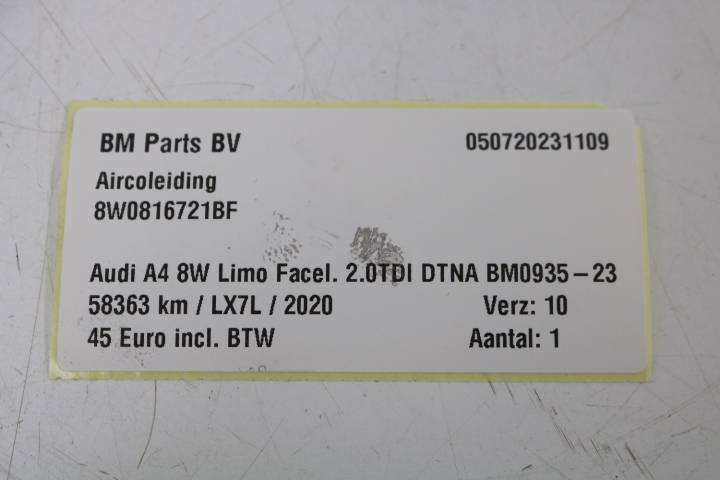 BM Parts BV 050720231109
Aircoleiding
8W0816721BF
Audi A4 8W Limo Facel. 2.0TDI DTNA BM0935-23
58363 km / LX7L / 2020 Verz: 10
45 Euro incl. BTW Aantal: 1